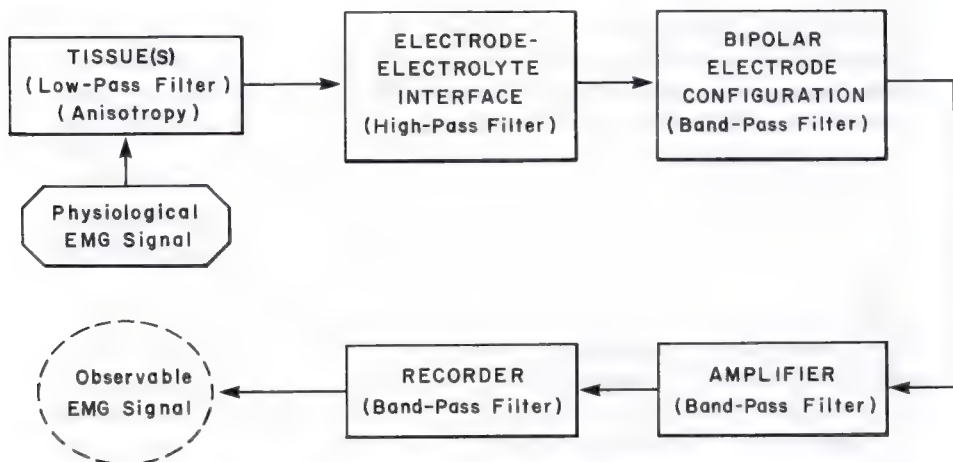 TISSUE(S)
(Low-Pass Filter)
(Anisotropy)
ELECTRODE-
ELECTROLYTE
INTERFACE
(High-Pass Filter)
BIPOLAR
ELECTRODE
CONFIGURATION
(Band-Pass Filter)
Physiological
EMG Signal
Observable
EMG Signal
RECORDER
(Band-Pass Filter)
AMPLIFIER
(Band-Pass Filter)